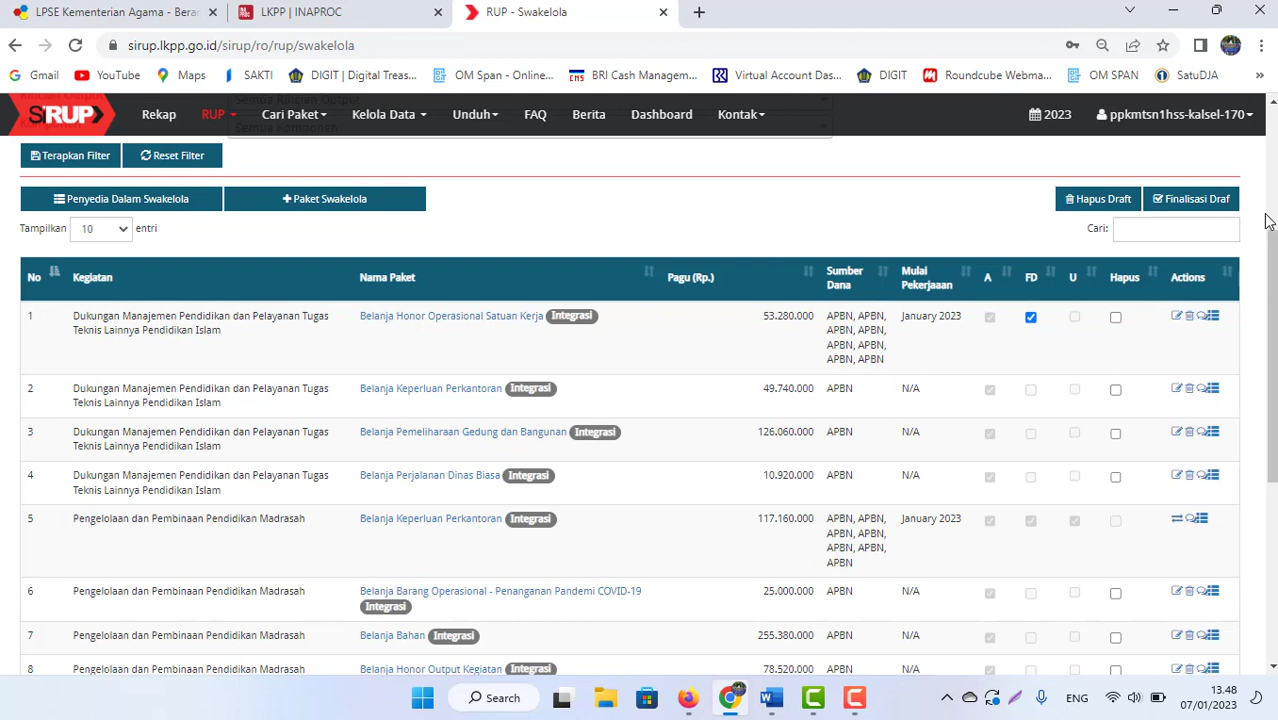 LPSE Kementerian Agama - Bera
LKPP | INAPROC
RUP - Swakelola
sirup.lkpp.go.id/sirup/ro/rup/swakelola
Gmail YouTube Maps SAKTI DIGIT | Digital Treas... OM Span - Online... BRI Cash Managem... Virtual Account Das... DIGIT Roundcube Webma... OM SPAN SatuDJA »
SiRUP Rekap RUP Cari Paket Kelola Data Unduh FAQ Berita Dashboard Kontak 2023 ppkmtsn1hss-kalsel-170
Semua Rincian Output
Semua Komponen
Terapkan Filter Reset Filter
Penyedia Dalam Swakelola + Paket Swakelola Hapus Draft Finalisasi Draf
Tampilkan 10 entri Cari:
No Kegiatan Nama Paket Pagu (Rp.) Sumber Dana Mulai Pekerjaaan A FD U Hapus Actions
1 Dukungan Manajemen Pendidikan dan Pelayanan Tugas Belanja Honor Operasional Satuan Kerja Integrasi 53.280.000 APBN, APBN, January 2023
Teknis Lainnya Pendidikan Islam APBN, APBN,
APBN, APBN,
APBN, APBN
2 Dukungan Manajemen Pendidikan dan Pelayanan Tugas Belanja Keperluan Perkantoran Integrasi 49.740.000 APBN N/A
Teknis Lainnya Pendidikan Islam
3 Dukungan Manajemen Pendidikan dan Pelayanan Tugas Belanja Pemeliharaan Gedung dan Bangunan Integrasi 126.060.000 APBN N/A
Teknis Lainnya Pendidikan Islam
4 Dukungan Manajemen Pendidikan dan Pelayanan Tugas Belanja Perjalanan Dinas Biasa Integrasi 10.920.000 APBN N/A
Teknis Lainnya Pendidikan Islam
5 Pengelolaan dan Pembinaan Pendidikan Madrasah Belanja Keperluan Perkantoran Integrasi 117.160.000 APBN, APBN, January 2023
APBN, APBN,
APBN, APBN,
APBN
6 Pengelolaan dan Pembinaan Pendidikan Madrasah Belanja Barang Operasional - Penanganan Pandemi COVID-19 25.000.000 APBN N/A
Integrasi
7 Pengelolaan dan Pembinaan Pendidikan Madrasah Belanja Bahan Integrasi 255.380.000 APBN N/A
8 Pengelolaan dan Pembinaan Pendidikan Madrasah Belanja Honor Output Kegiatan Integrasi 78.520.000 APBN N/A
Search ENG 13.48
07/01/2023